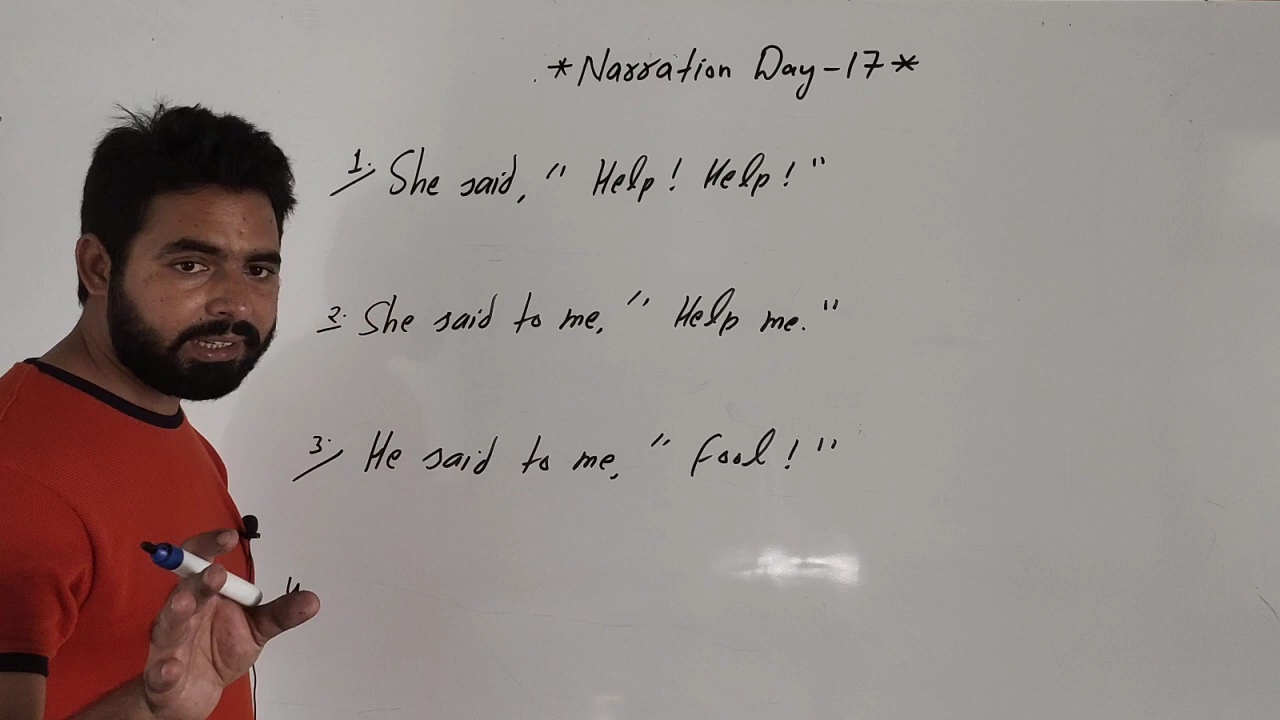 *Narration Day-17*
1. She said, " Help! Help! "
2. She said to me, " Help me. "
3. He said to me, " Fool! "